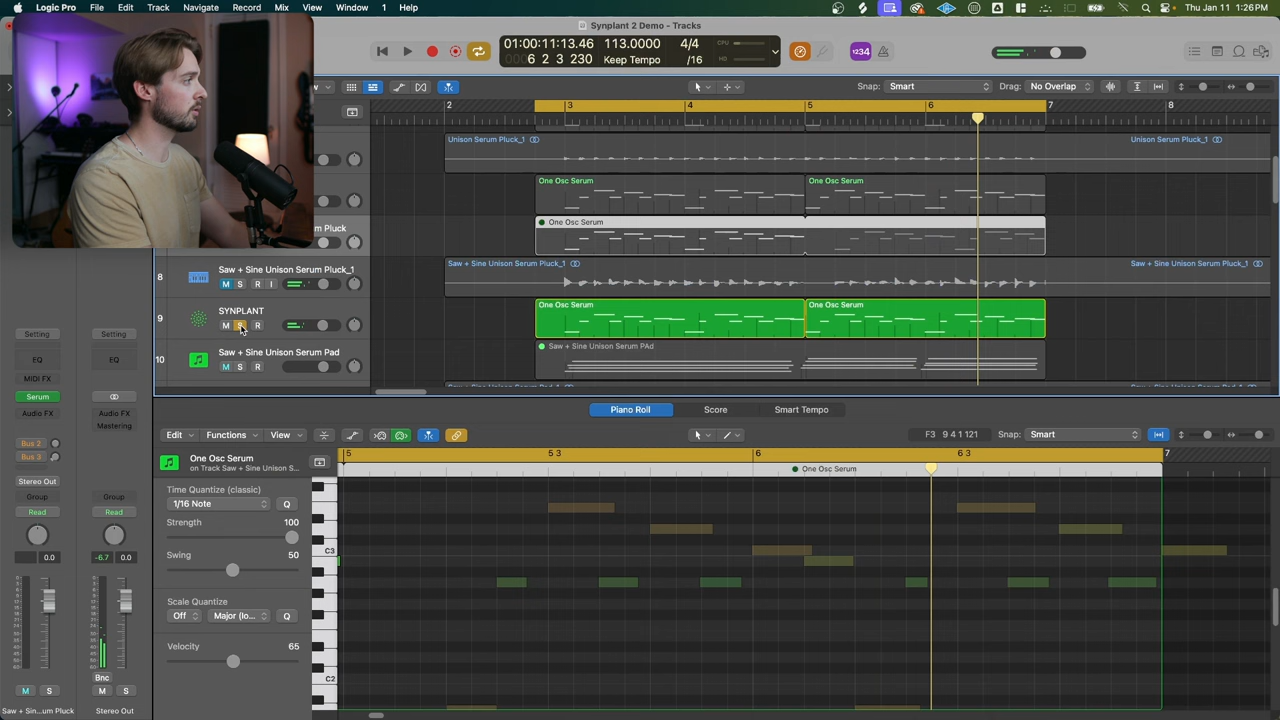 Logic Pro File Edit Track Navigate Record Mix View Window 1 Help
Thu Jan 11 1:26 PM
Synplant 2 Demo - Tracks
01:00:11:13.46 113.0000 4/4
6 2 3 230 Keep Tempo /16
CPU
HD
1234
Snap: Smart Drag: No Overlap
2 3 4 5 6 7 8
Unison Serum Pluck_1 Unison Serum Pluck_1
One Osc Serum One Osc Serum
um Pluck One Osc Serum
8 Saw + Sine Unison Serum Pluck_1
M S R I
Saw + Sine Unison Serum Pluck_1 Saw + Sine Unison Serum Pluck_1
9 SYNPLANT
M S R
One Osc Serum One Osc Serum
10 Saw + Sine Unison Serum Pad
M S R
Saw + Sine Unison Serum PAd
Setting Setting
EQ EQ
MIDI FX
Serum
Audio FX Audio FX
Mastering
Bus 2
Bus 3
Stereo Out
Group Group
Read Read
0.0 -6.7 0.0
Bnc
M S M S
Saw + Sin...um Pluck Stereo Out
Piano Roll Score Smart Tempo
Edit Functions View
F3 9 4 1 121 Snap: Smart
One Osc Serum
on Track Saw + Sine Unison S...
5 5 3 6 6 3 7
One Osc Serum
Time Quantize (classic)
1/16 Note Q
Strength 100
Swing 50
Scale Quantize
Off Major (lo... Q
Velocity 65
C3
C2